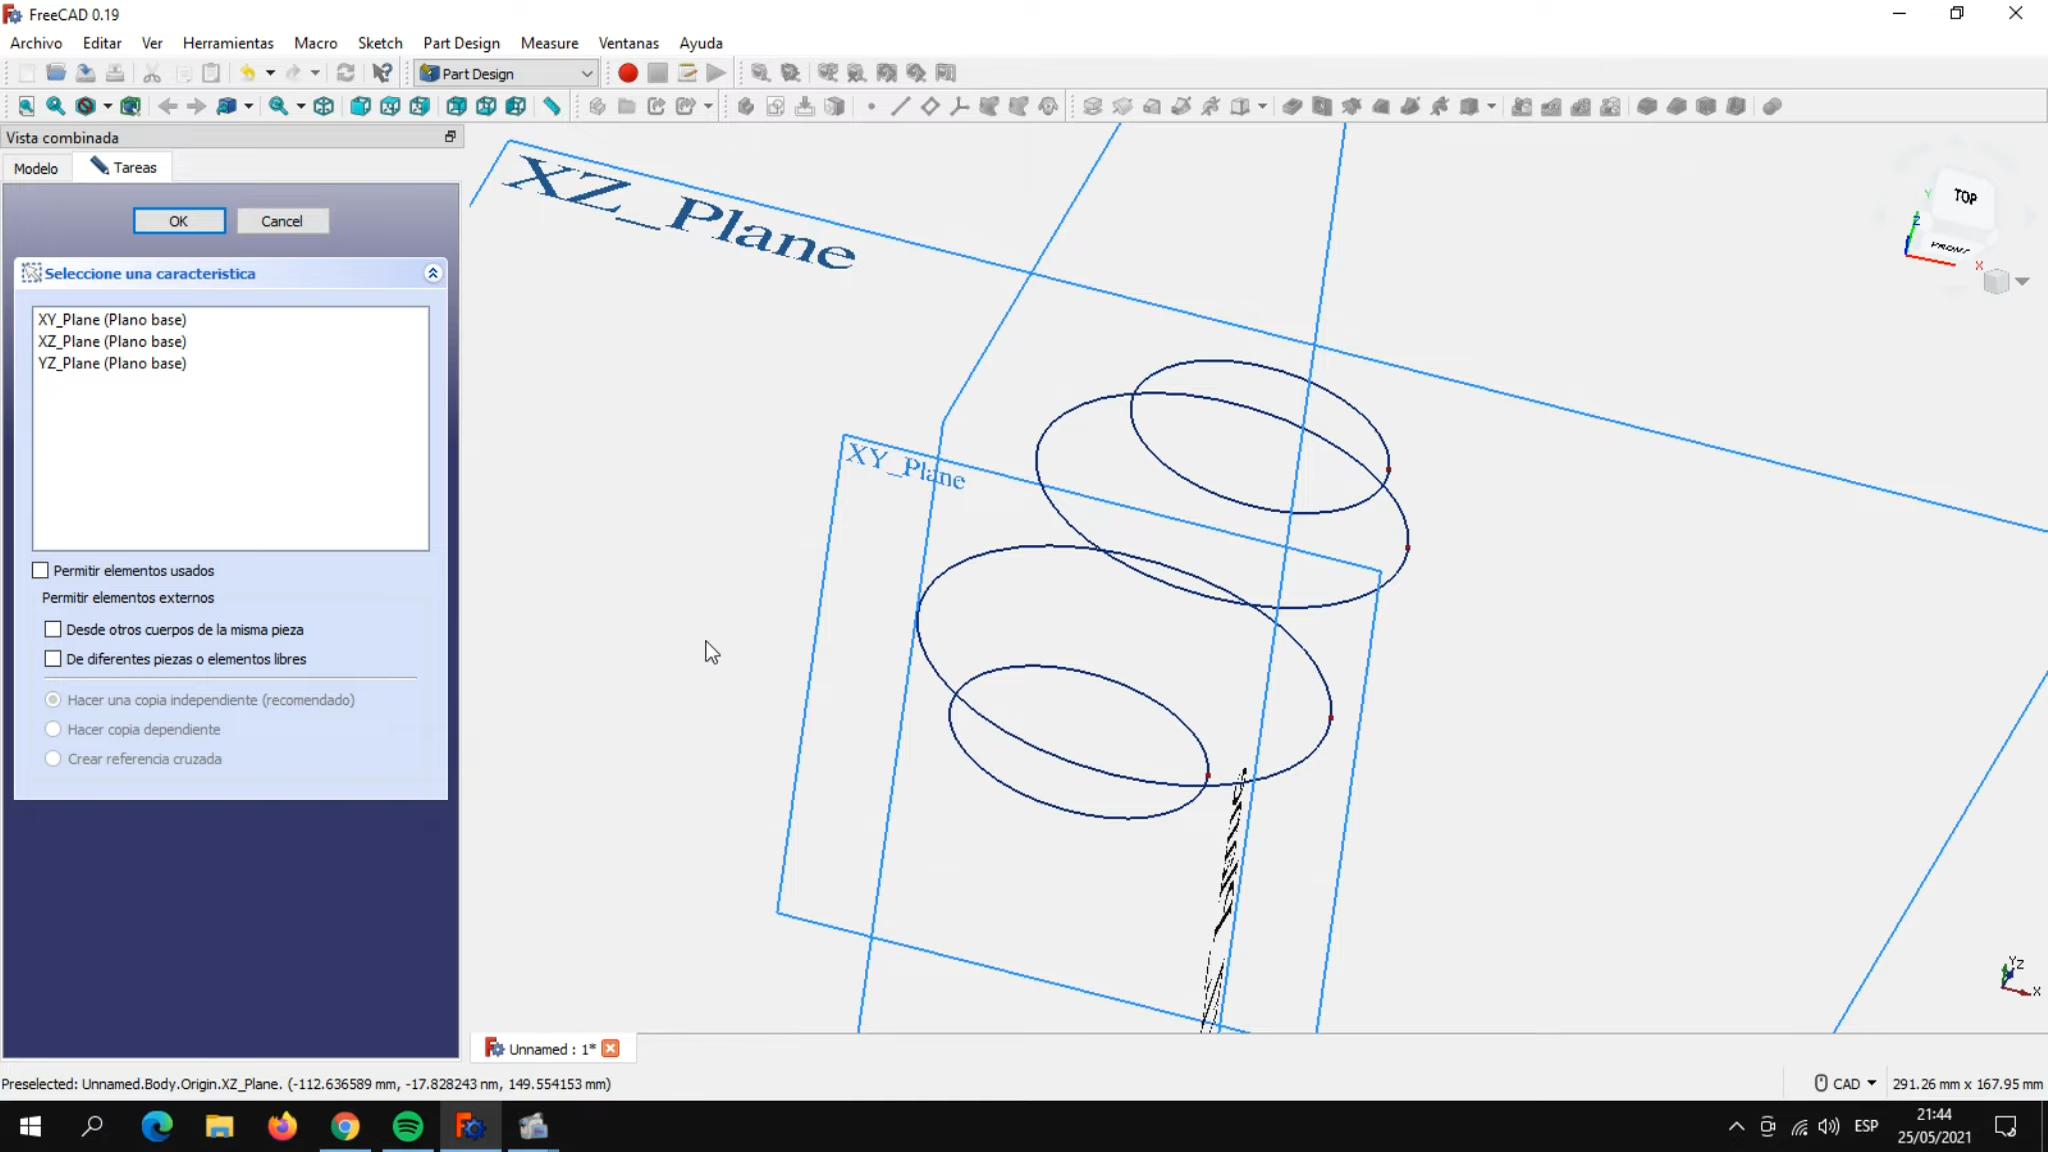 FreeCAD 0.19
Archivo Editar Ver Herramientas Macro Sketch Part Design Measure Ventanas Ayuda
Part Design
Vista combinada
Modelo Tareas
OK Cancel
Seleccione una caracteristica
XY_Plane (Plano base)
XZ_Plane (Plano base)
YZ_Plane (Plano base)
Permitir elementos usados
Permitir elementos externos
Desde otros cuerpos de la misma pieza
De diferentes piezas o elementos libres
Hacer una copia independiente (recomendado)
Hacer copia dependiente
Crear referencia cruzada
XZ_Plane
XY_Plane
TOP
FRONT
Y
Z
X
Y Z
X
Unnamed : 1*
Preselected: Unnamed.Body.Origin.XZ_Plane. (-112.636589 mm, -17.828243 nm, 149.554153 mm)
CAD 291.26 mm x 167.95 mm
ESP
21:44
25/05/2021